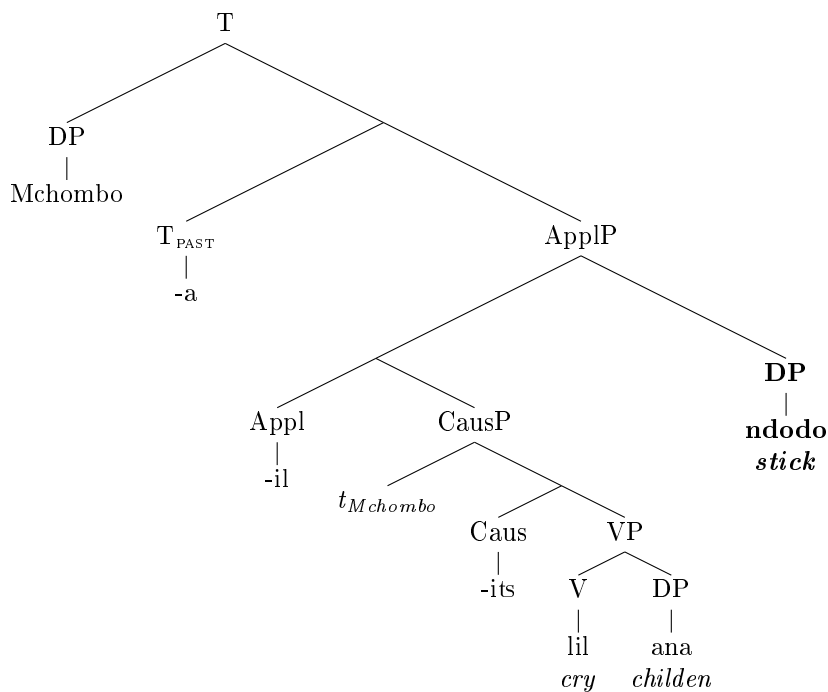 T
DP
Mchombo
T PAST
-a
ApplP
DP
ndodo
stick
Appl
-il
CausP
t Mchombo
Caus
-its
VP
V
lil
cry
DP
ana
childen